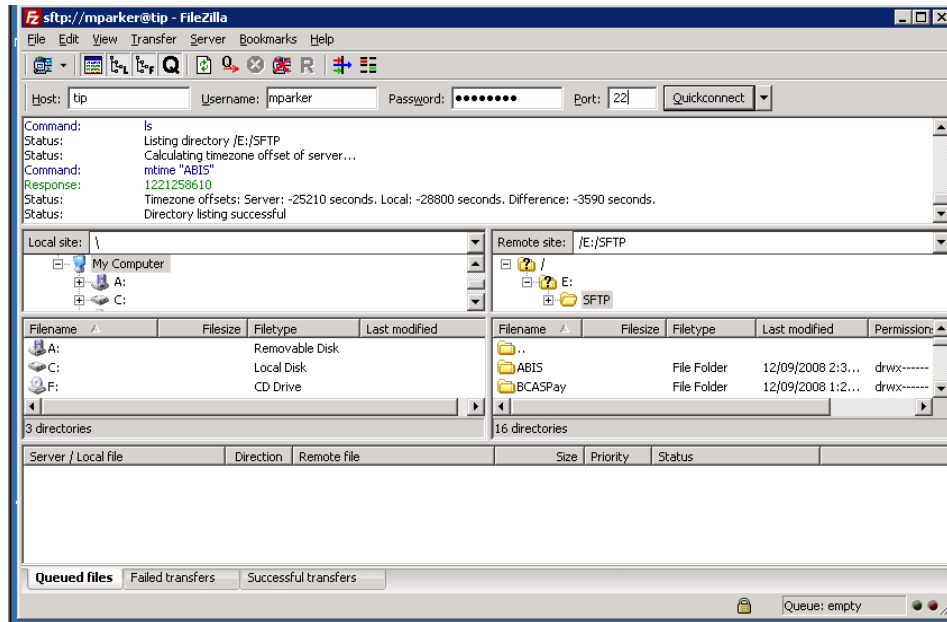 sftp://mparker@tip - FileZilla
File Edit View Transfer Server Bookmarks Help
Host: tip Username: mparker Password: ●●●●●●●● Port: 22 Quickconnect
Command: ls
Status: Listing directory /E:/SFTP
Status: Calculating timezone offset of server...
Command: mtime "ABIS"
Response: 1221258610
Status: Timezone offsets: Server: -25210 seconds. Local: -28800 seconds. Difference: -3590 seconds.
Status: Directory listing successful
Local site: \ Remote site: /E:/SFTP
My Computer /
A: E:
C: SFTP
Filename Filesize Filetype Last modified Filename Filesize Filetype Last modified Permission:
A: Removable Disk ..
C: Local Disk ABIS File Folder 12/09/2008 2:3... drwx------
F: CD Drive BCASPay File Folder 12/09/2008 1:2... drwx------
3 directories 16 directories
Server / Local file Direction Remote file Size Priority Status
Queued files Failed transfers Successful transfers
Queue: empty